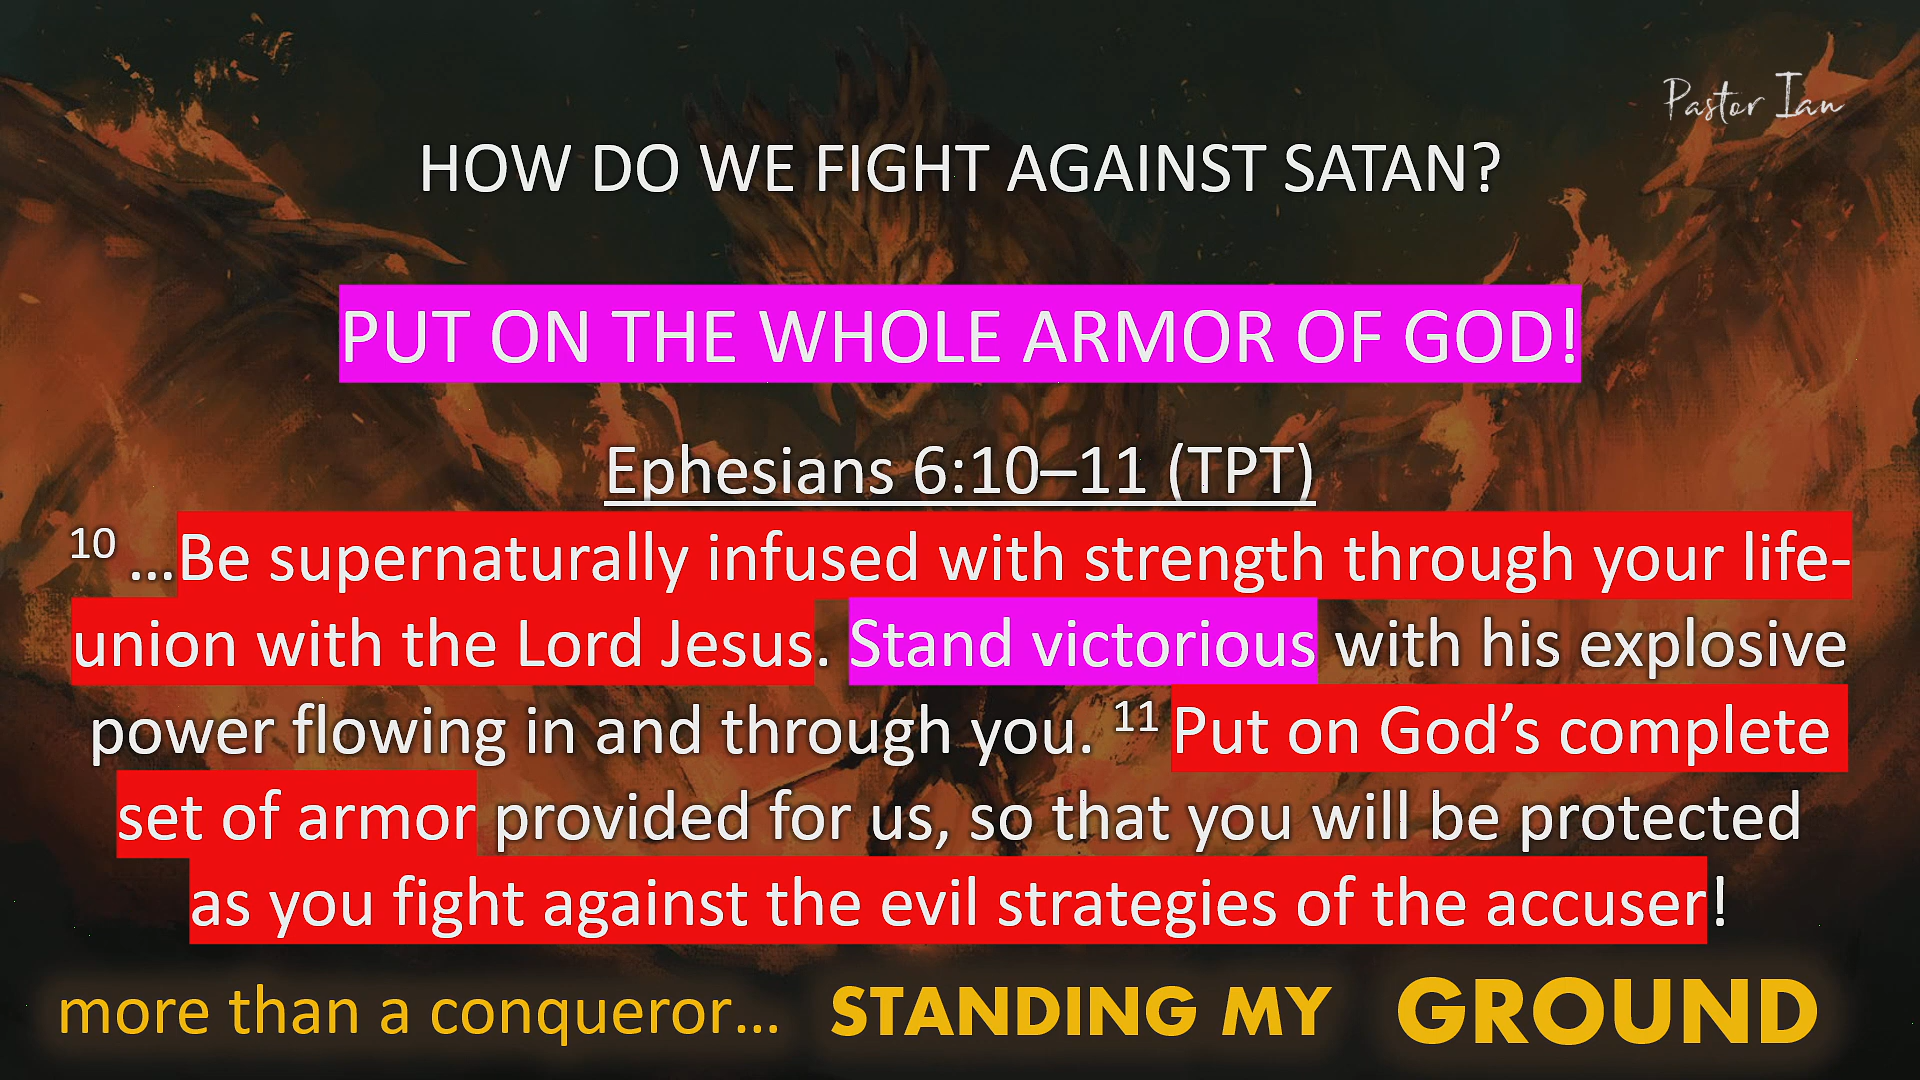 Pastor Ian
HOW DO WE FIGHT AGAINST SATAN?
PUT ON THE WHOLE ARMOR OF GOD!
Ephesians 6:10–11 (TPT)
10 …Be supernaturally infused with strength through your life-
union with the Lord Jesus. Stand victorious with his explosive
power flowing in and through you. 11 Put on God’s complete
set of armor provided for us, so that you will be protected
as you fight against the evil strategies of the accuser!
more than a conqueror… STANDING MY GROUND